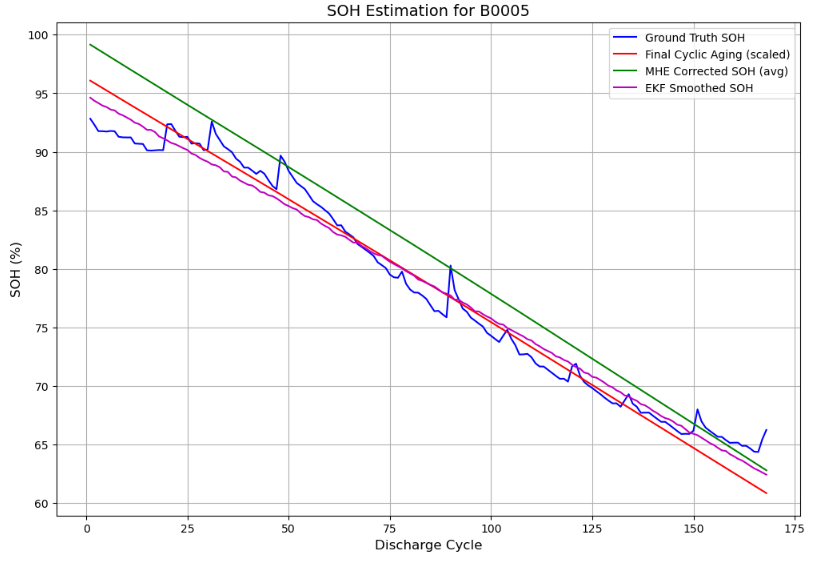 SOH Estimation for B0005
Ground Truth SOH
Final Cyclic Aging (scaled)
MHE Corrected SOH (avg)
EKF Smoothed SOH
100
95
90
85
80
75
70
65
60
SOH (%)
0
25
50
75
100
125
150
175
Discharge Cycle